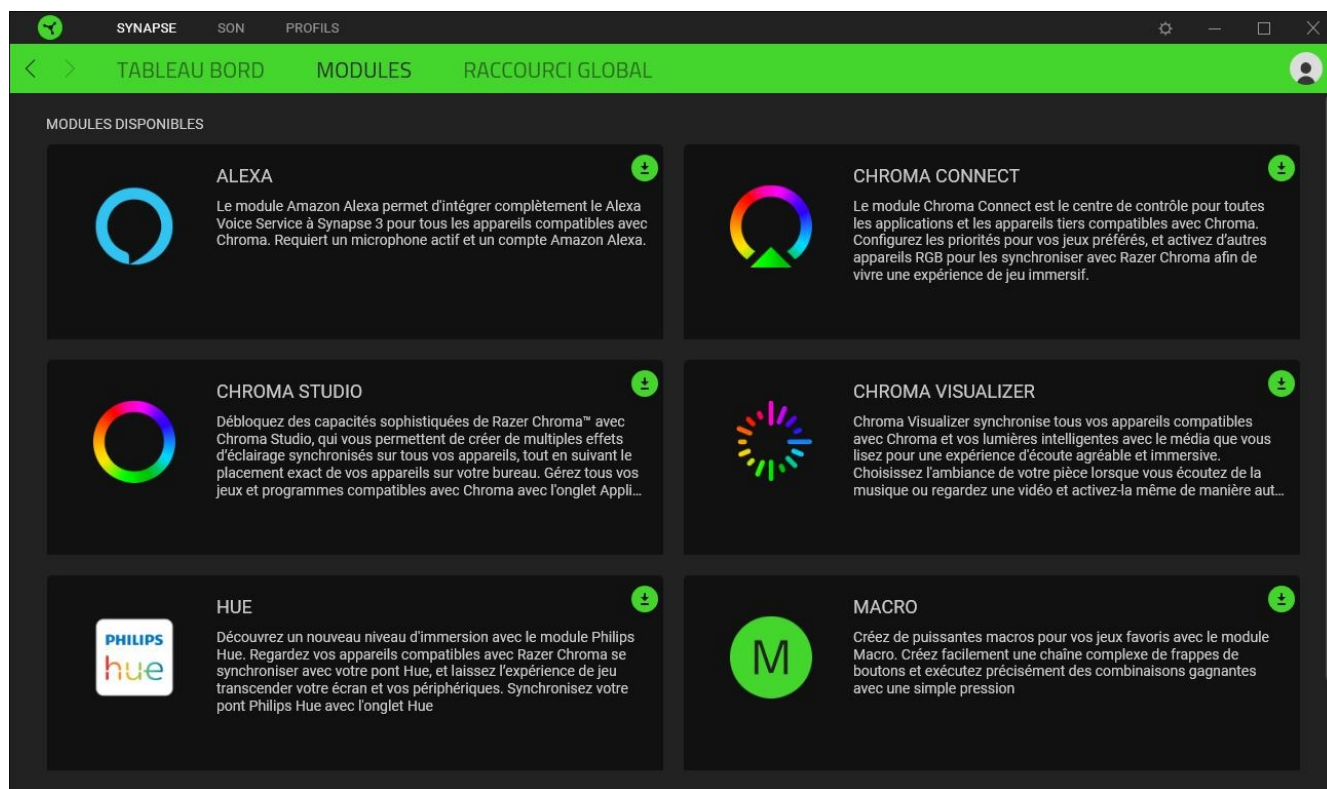 SYNAPSE SON PROFILS
TABLEAU BORD MODULES RACCOURCI GLOBAL
MODULES DISPONIBLES
ALEXA
Le module Amazon Alexa permet d'intégrer complètement le Alexa
Voice Service à Synapse 3 pour tous les appareils compatibles avec
Chroma. Requiert un microphone actif et un compte Amazon Alexa.
CHROMA CONNECT
Le module Chroma Connect est le centre de contrôle pour toutes
les applications et les appareils tiers compatibles avec Chroma.
Configurez les priorités pour vos jeux préférés, et activez d'autres
appareils RGB pour les synchroniser avec Razer Chroma afin de
vivre une expérience de jeu immersif.
CHROMA STUDIO
Débloquez des capacités sophistiquées de Razer Chroma™ avec
Chroma Studio, qui vous permettent de créer de multiples effets
d'éclairage synchronisés sur tous vos appareils, tout en suivant le
placement exact de vos appareils sur votre bureau. Gérez tous vos
jeux et programmes compatibles avec Chroma avec l'onglet Appli...
CHROMA VISUALIZER
Chroma Visualizer synchronise tous vos appareils compatibles
avec Chroma et vos lumières intelligentes avec le média que vous
lisez pour une expérience d'écoute agréable et immersive.
Choisissez l'ambiance de votre pièce lorsque vous écoutez de la
musique ou regardez une vidéo et activez-la même de manière aut...
PHILIPS
hue
HUE
Découvrez un nouveau niveau d'immersion avec le module Philips
Hue. Regardez vos appareils compatibles avec Razer Chroma se
synchroniser avec votre pont Hue, et laissez l'expérience de jeu
transcender votre écran et vos périphériques. Synchronisez votre
pont Philips Hue avec l'onglet Hue
M
MACRO
Créez de puissantes macros pour vos jeux favoris avec le module
Macro. Créez facilement une chaîne complexe de frappes de
boutons et exécutez précisément des combinaisons gagnantes
avec une simple pression